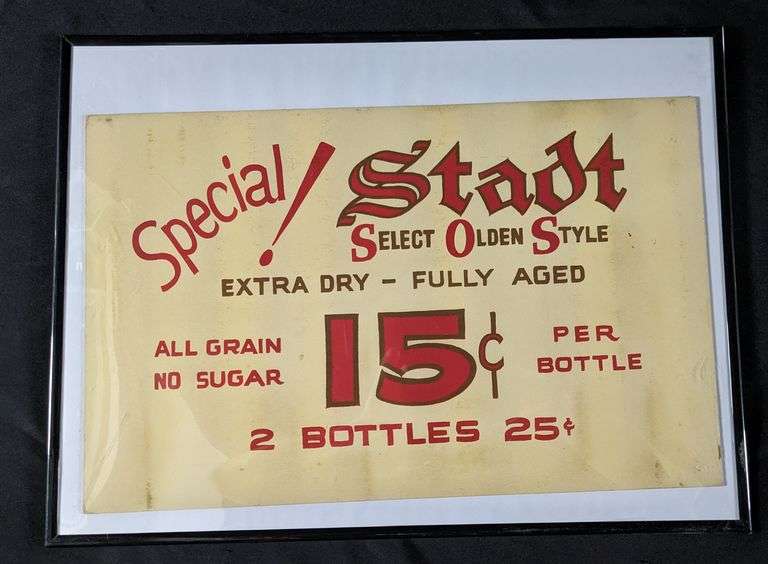 Special! Stadt
SELECT OLDEN STYLE
EXTRA DRY - FULLY AGED
ALL GRAIN
NO SUGAR
15¢
PER
BOTTLE
2 BOTTLES 25¢